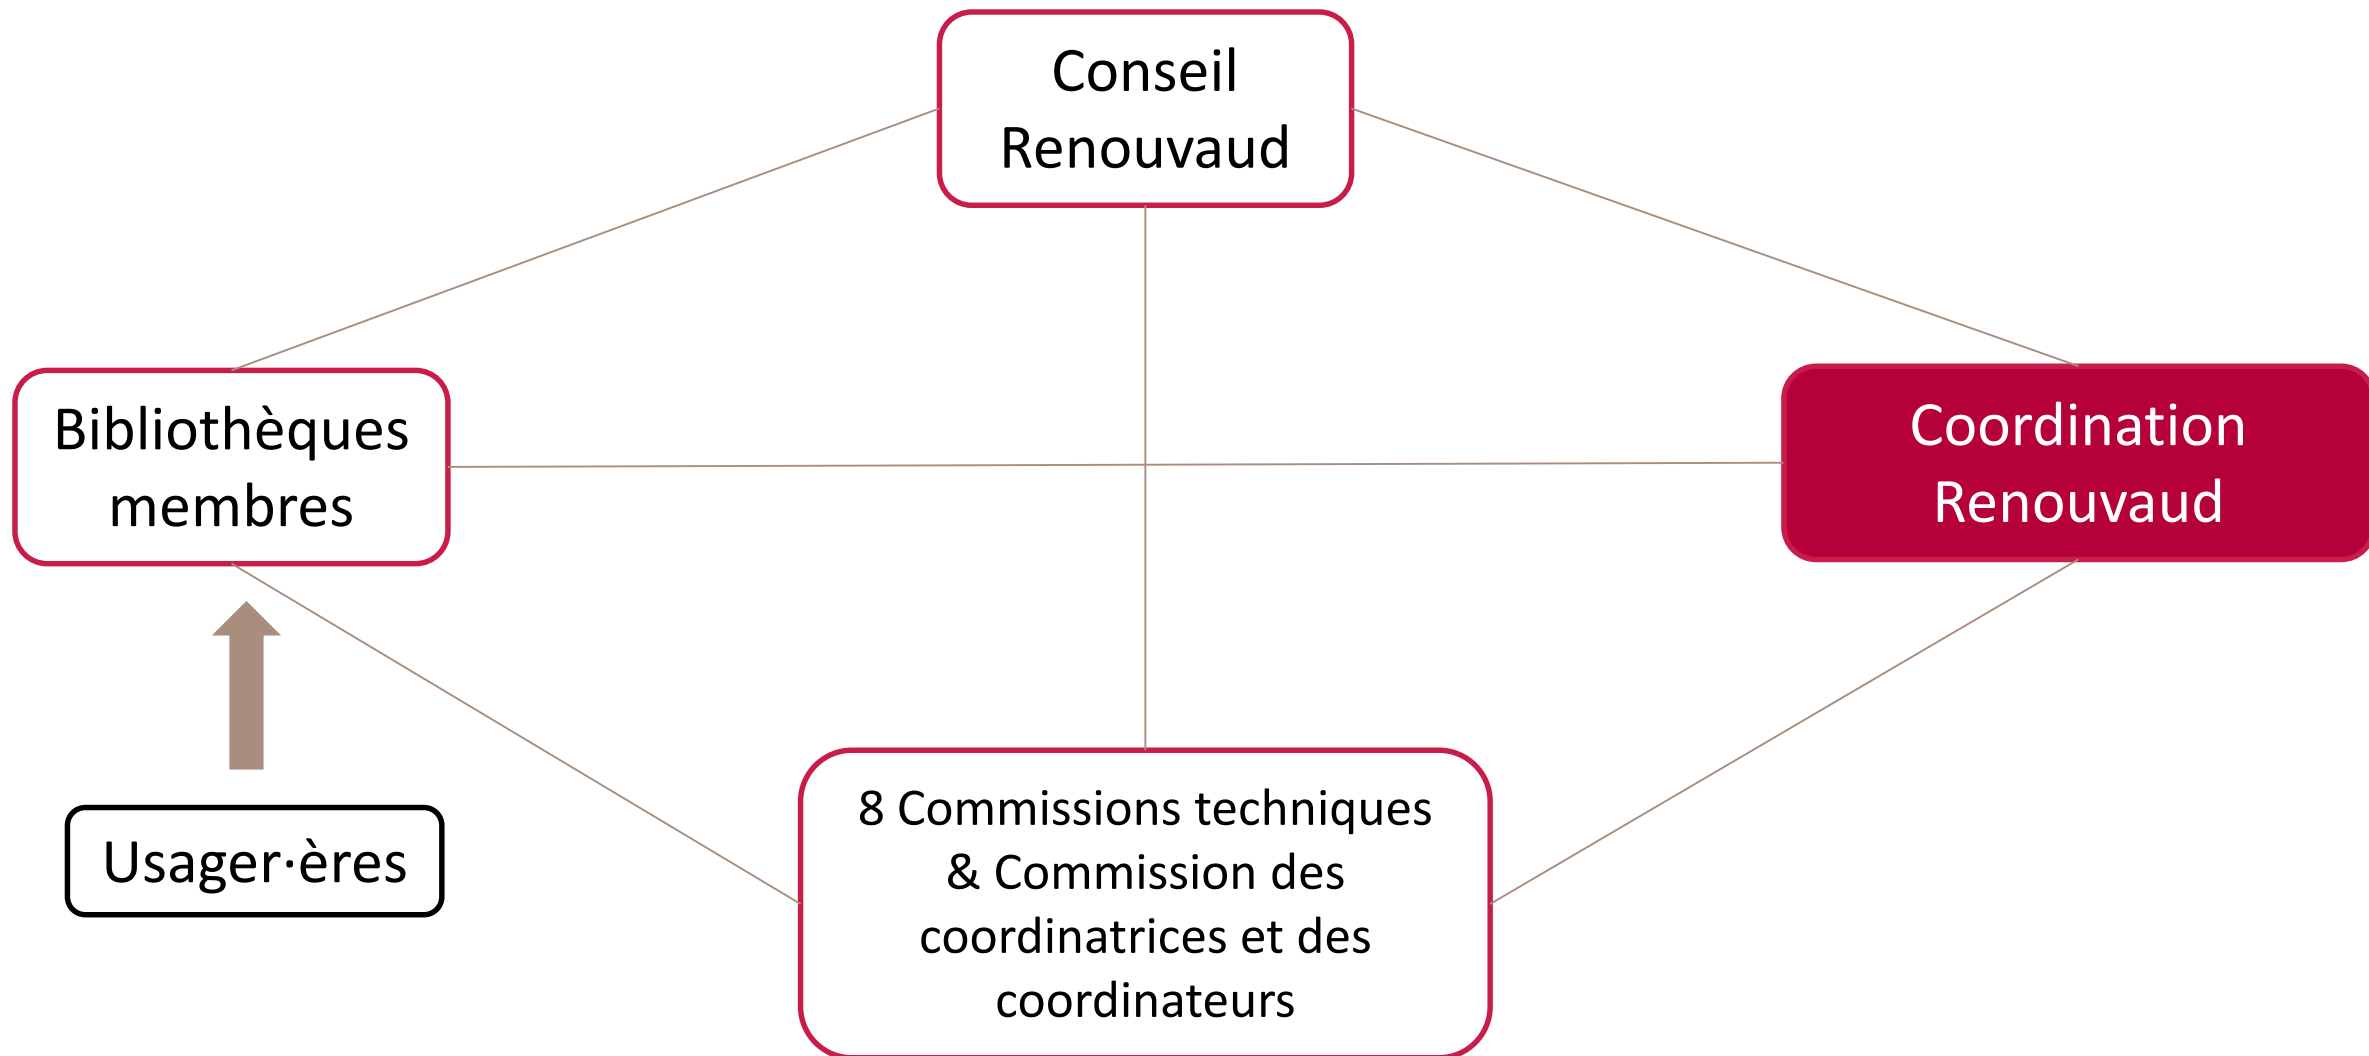 Conseil
Renouvaud
Bibliothèques
membres
Coordination
Renouvaud
Usager·ères
8 Commissions techniques
& Commission des
coordinatrices et des
coordinateurs